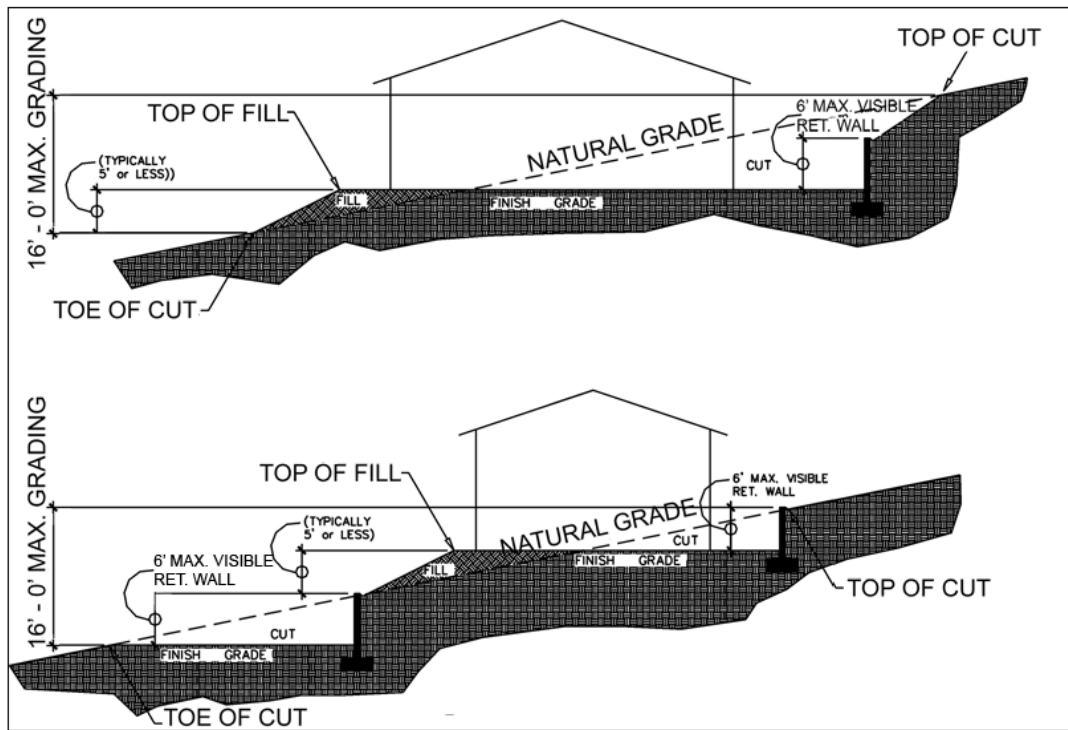 TOP OF CUT
16' - 0' MAX. GRADING
TOP OF FILL
6' MAX. VISIBLE
RET. WALL
NATURAL GRADE
(TYPICALLY
5' OR LESS))
CUT
FILL
FINISH GRADE
TOE OF CUT
16' - 0' MAX. GRADING
TOP OF FILL
6' MAX. VISIBLE
RET. WALL
(TYPICALLY
5' OR LESS)
NATURAL GRADE
CUT
6' MAX. VISIBLE
RET. WALL
FILL
FINISH GRADE
TOP OF CUT
CUT
FINISH GRADE
TOE OF CUT